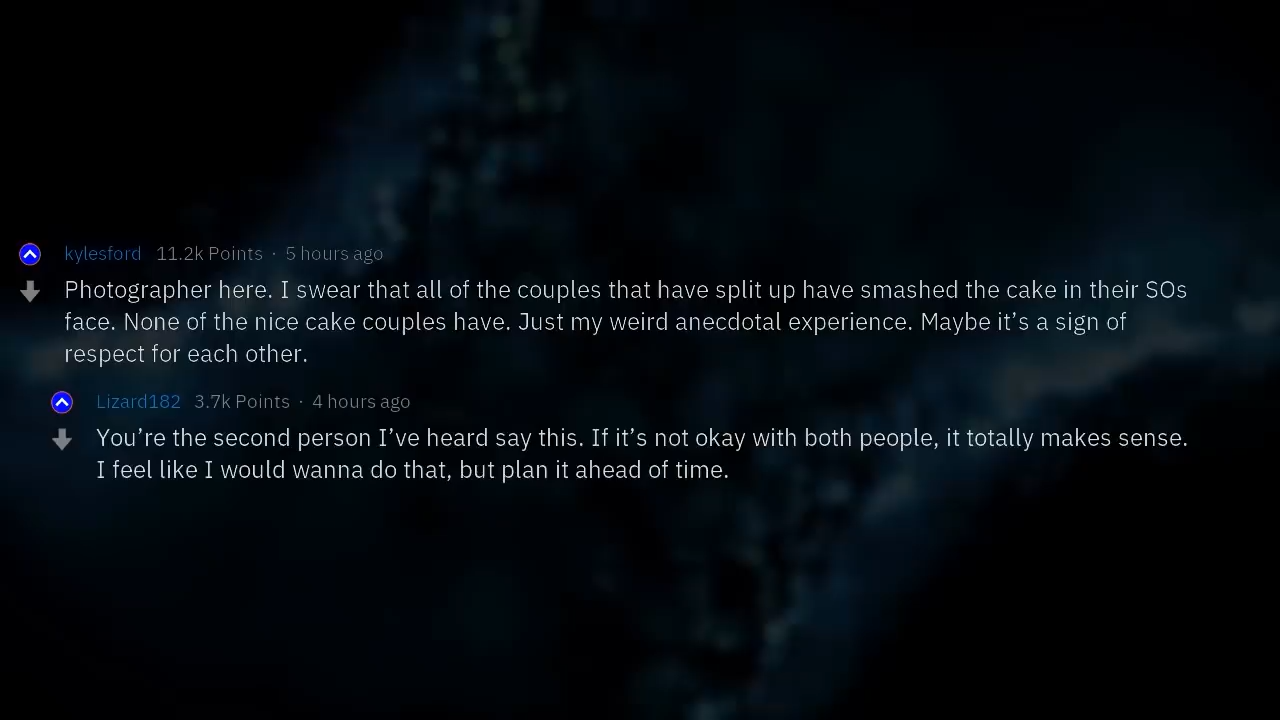 kylesford 11.2k Points · 5 hours ago
Photographer here. I swear that all of the couples that have split up have smashed the cake in their SOs
face. None of the nice cake couples have. Just my weird anecdotal experience. Maybe it’s a sign of
respect for each other.
Lizard182 3.7k Points · 4 hours ago
You’re the second person I’ve heard say this. If it’s not okay with both people, it totally makes sense.
I feel like I would wanna do that, but plan it ahead of time.